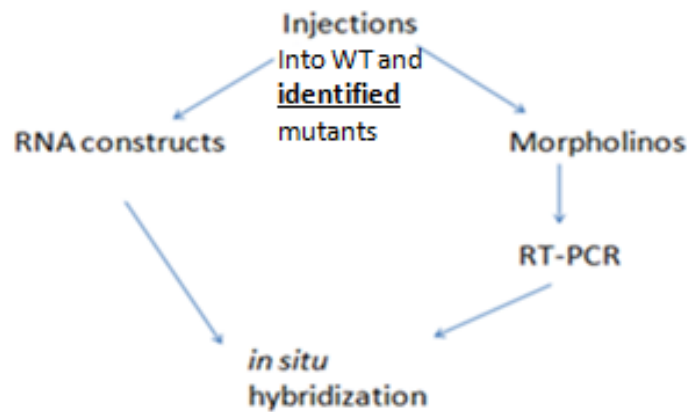 Injections
Into WT and
identified
mutants
RNA constructs
Morpholinos
RT-PCR
in situ
hybridization